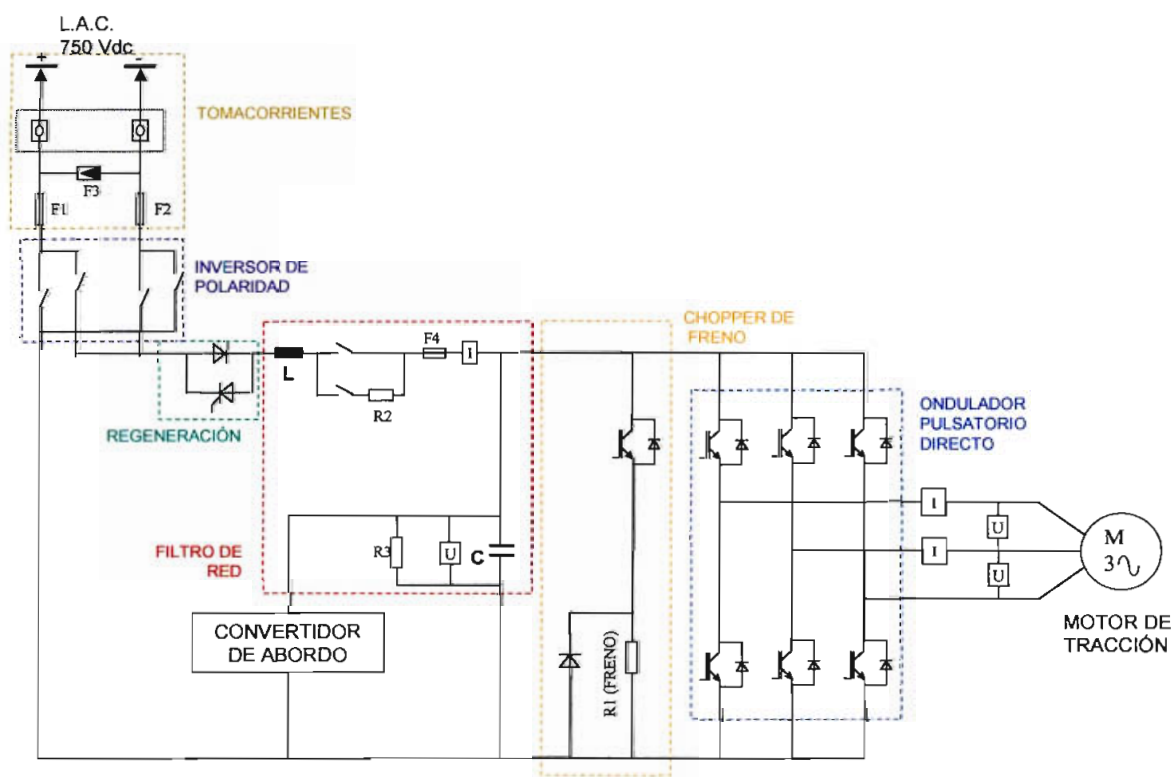 L.A.C.
750 Vdc
+
-
TOMACORRIENTES
F3
F1
F2
INVERSOR DE
POLARIDAD
CHOPPER DE
FRENO
F4
I
L
R2
REGENERACIÓN
ONDULADOR
PULSATORIO
DIRECTO
I
U
I
U
M
3
MOTOR DE
TRACCIÓN
FILTRO DE
RED
R3
U
C
CONVERTIDOR
DE ABORDO
R1 (FRENO)